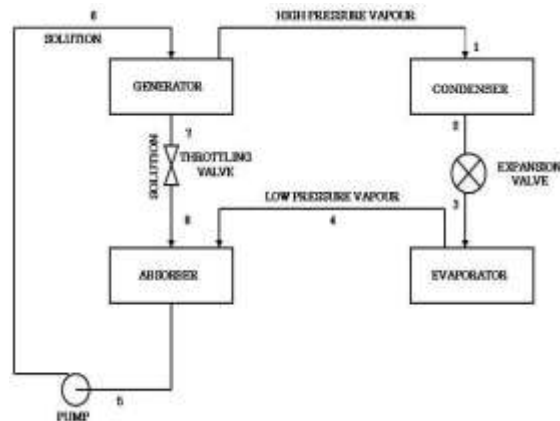 6
HIGH PRESSURE VAPOUR
SOLUTION
1
GENERATOR
CONDENSER
7
2
SOLUTION
THROTTLING
VALVE
EXPANSION
VALVE
LOW PRESSURE VAPOUR
3
4
8
ABSORBER
EVAPORATOR
5
PUMP